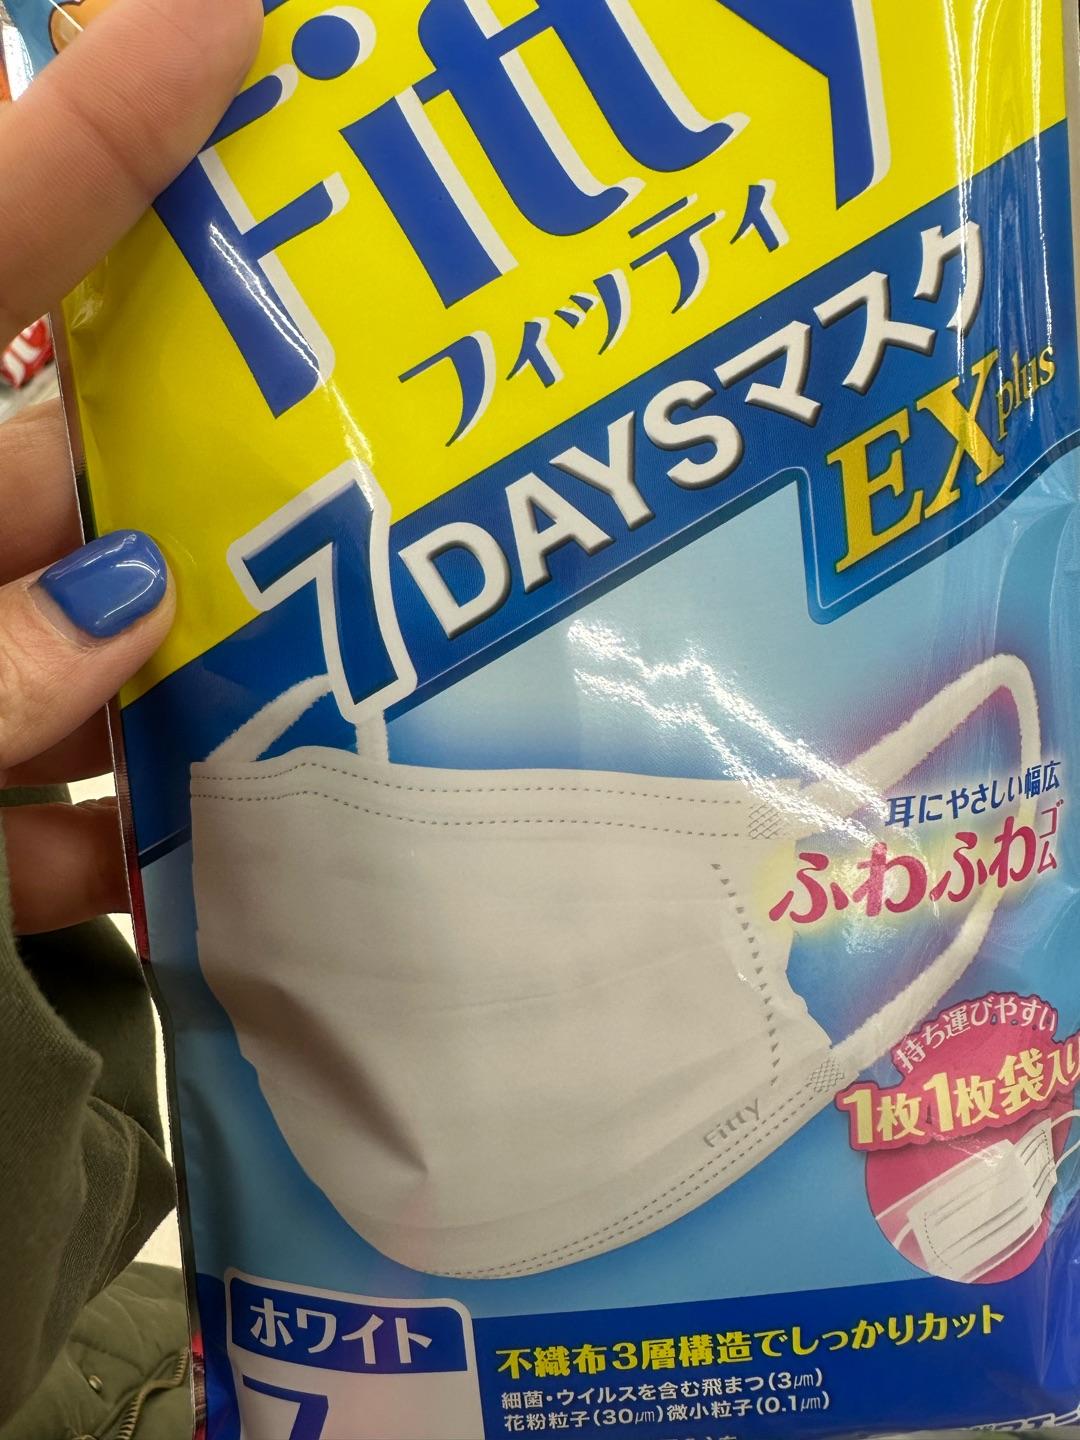 Fitty
フィッティ
7DAYSマスク
EXplus
耳にやさしい幅広
ふわふわゴム
持ち運びやすい
1枚1枚袋入り
Fitty
ホワイト
7
不織布3層構造でしっかりカット
細菌・ウイルスを含む飛まつ(3㎛)
花粉粒子(30㎛)微小粒子(0.1㎛)